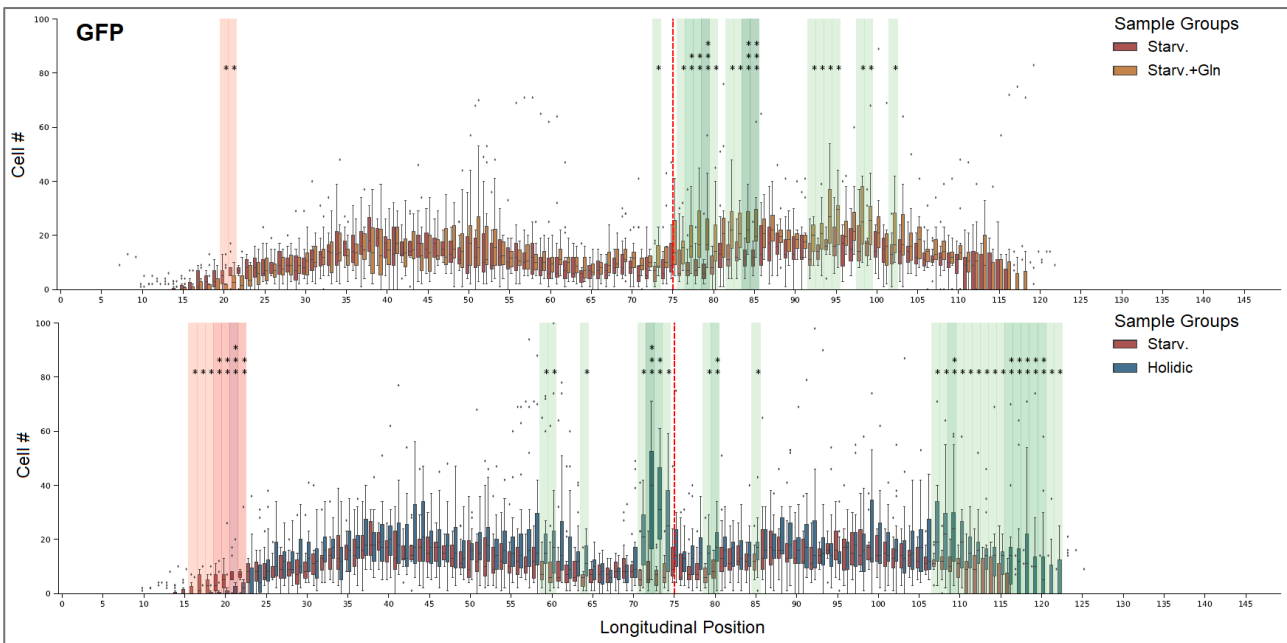 GFP
Sample Groups
Starv.
Starv.+Gln
Cell #
100
80
60
40
20
0
* * * * * * * * * * * * * * * * * * * * * * * * * * *
0 5 10 15 20 25 30 35 40 45 50 55 60 65 70 75 80 85 90 95 100 105 110 115 120 125 130 135 140 145
Sample Groups
Starv.
Holidic
Cell #
100
80
60
40
20
0
0 5 10 15 20 25 30 35 40 45 50 55 60 65 70 75 80 85 90 95 100 105 110 115 120 125 130 135 140 145
Longitudinal Position